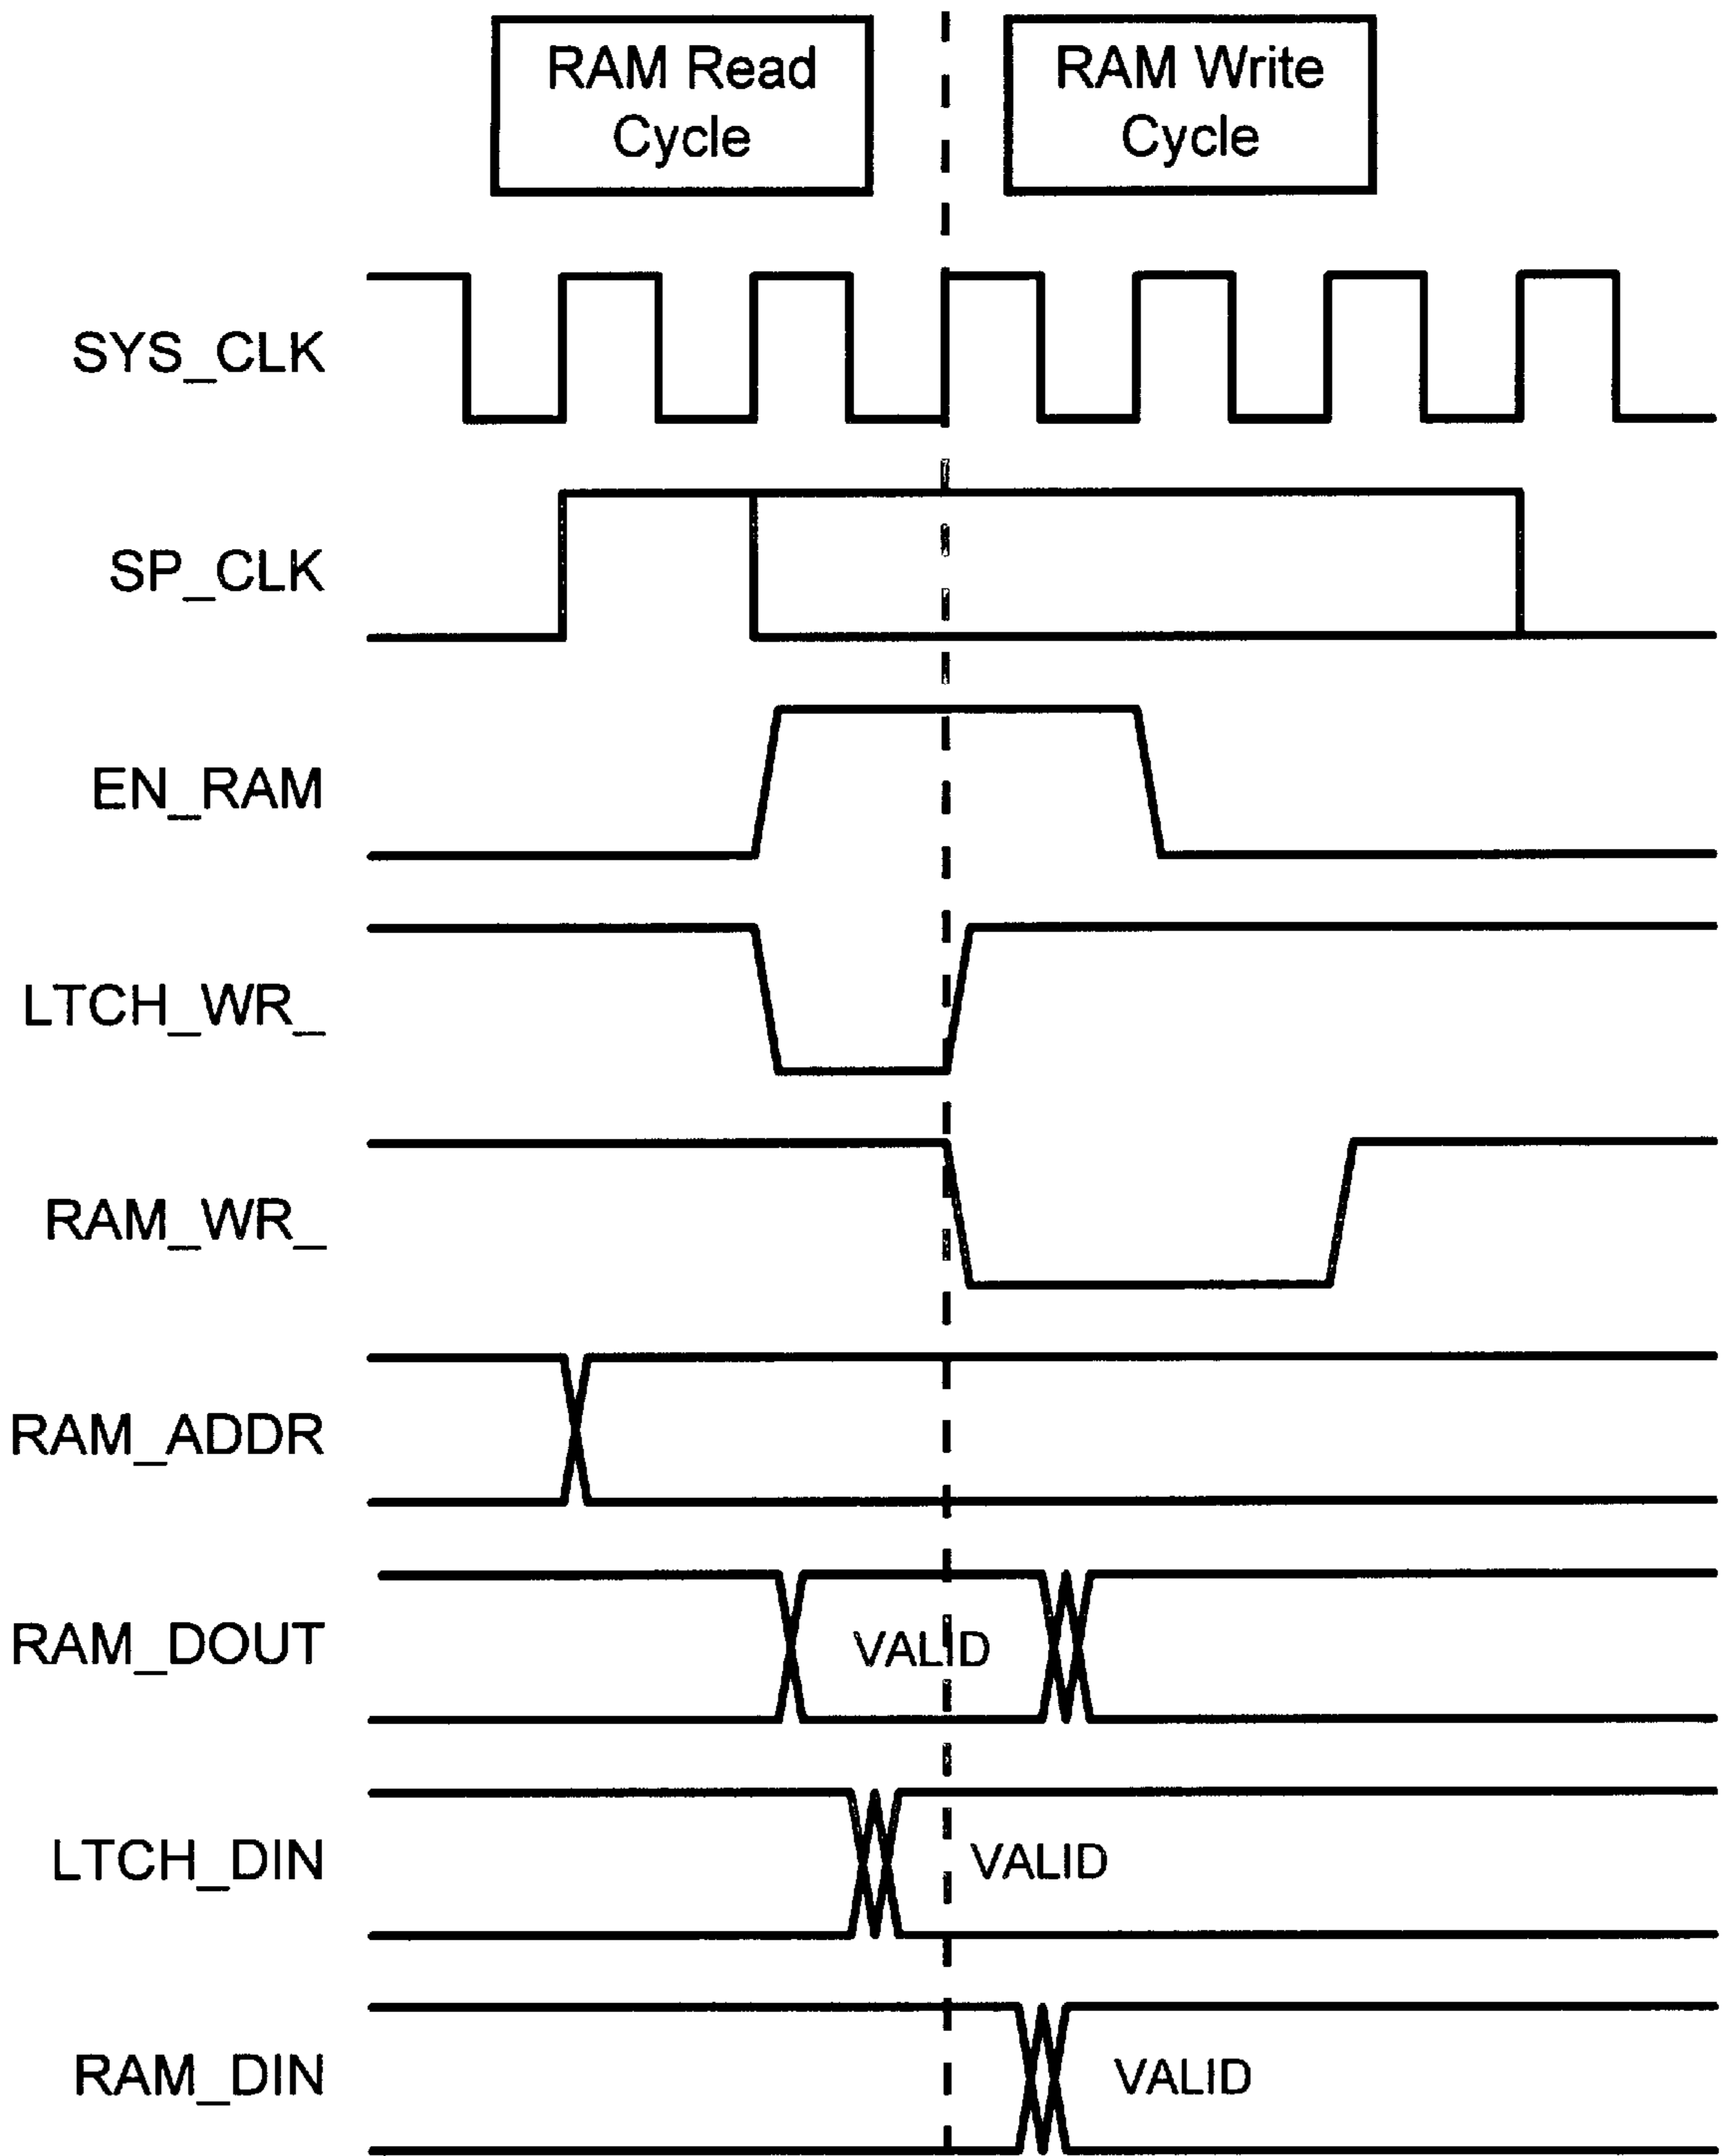 RAM Read
Cycle
RAM Write
Cycle
SYS_CLK
SP_CLK
EN_RAM
LTCH_WR_
RAM_WR_
RAM_ADDR
RAM_DOUT
VALID
LTCH_DIN
VALID
RAM_DIN
VALID